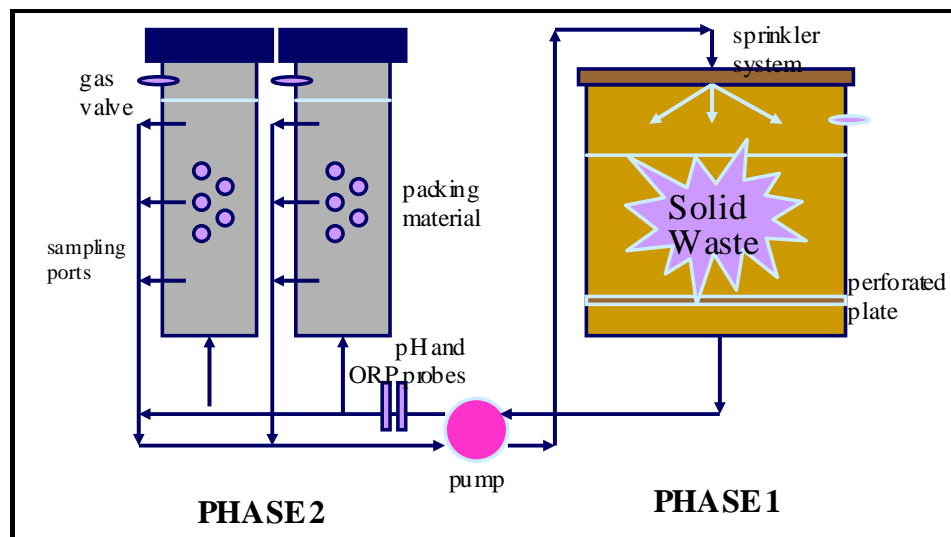 gas
valve
sampling
ports
packing
material
pH and
ORP probes
pump
PHASE 2
sprinkler
system
Solid
Waste
perforated
plate
PHASE 1